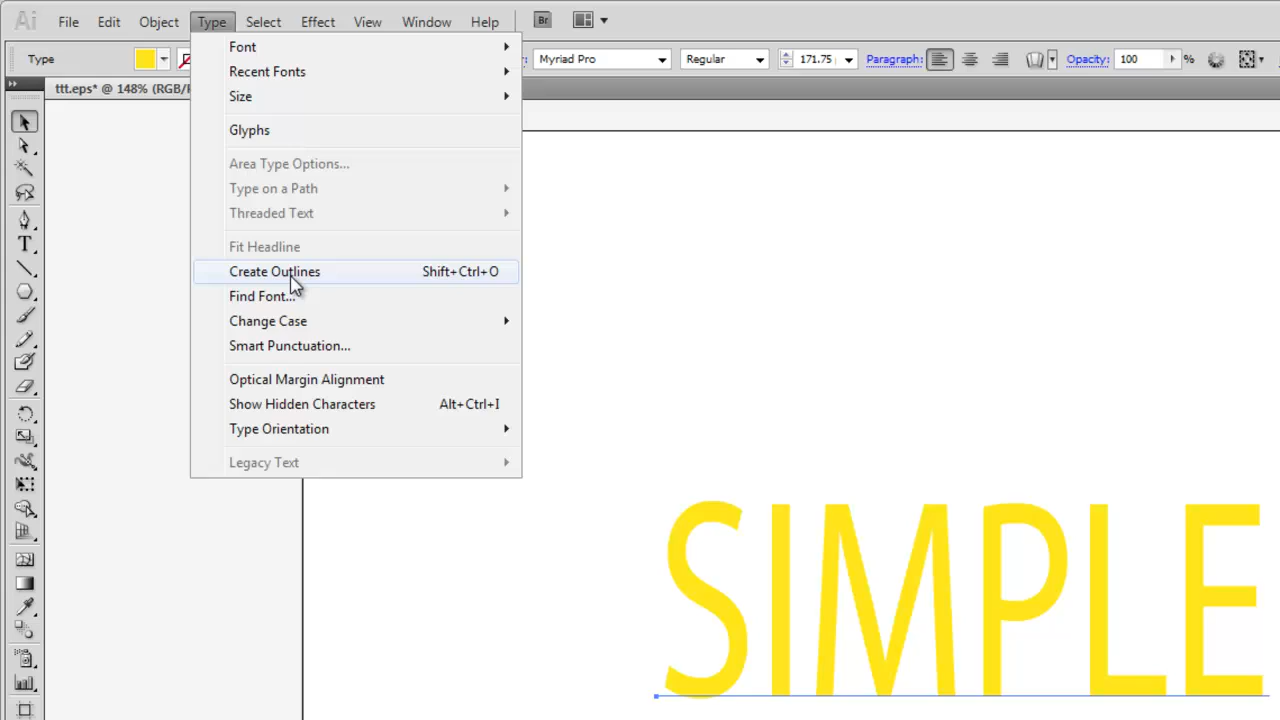 Ai File Edit Object Type Select Effect View Window Help Br
Type Myriad Pro Regular 171.75 Paragraph: Opacity: 100 %
ttt.eps* @ 148% (RGB/
Font
Recent Fonts
Size
Glyphs
Area Type Options...
Type on a Path
Threaded Text
Fit Headline
Create Outlines Shift+Ctrl+O
Find Font...
Change Case
Smart Punctuation...
Optical Margin Alignment
Show Hidden Characters Alt+Ctrl+I
Type Orientation
Legacy Text
SIMPLE